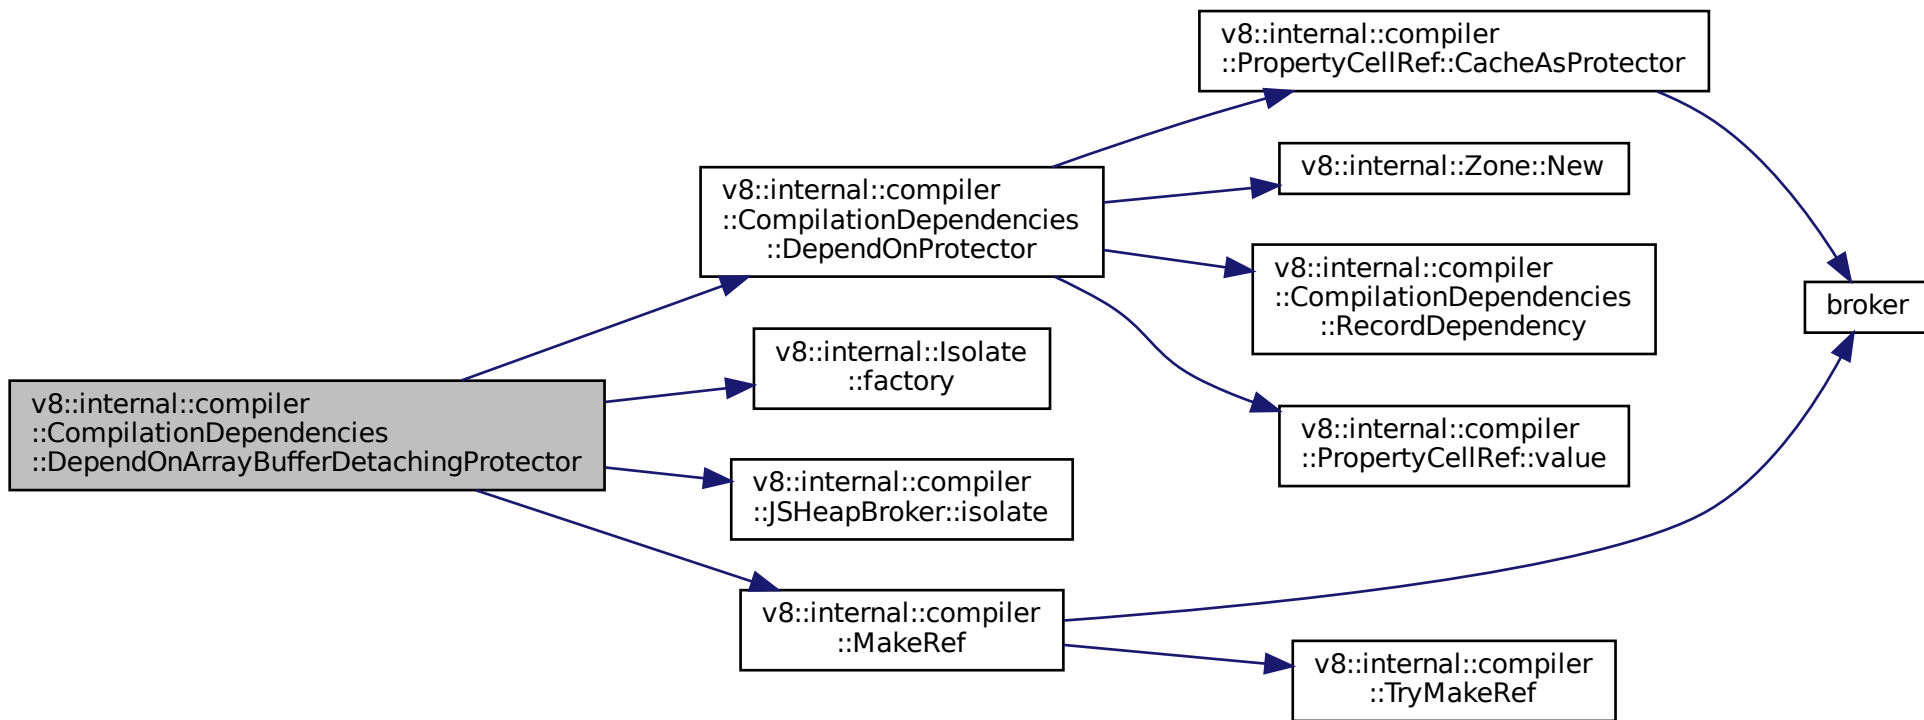 v8::internal::compiler
::CompilationDependencies
::DependOnArrayBufferDetachingProtector
v8::internal::compiler
::CompilationDependencies
::DependOnProtector
v8::internal::Isolate
::factory
v8::internal::compiler
::JSHeapBroker::isolate
v8::internal::compiler
::MakeRef
v8::internal::compiler
::PropertyCellRef::CacheAsProtector
v8::internal::Zone::New
v8::internal::compiler
::CompilationDependencies
::RecordDependency
v8::internal::compiler
::PropertyCellRef::value
v8::internal::compiler
::TryMakeRef
broker